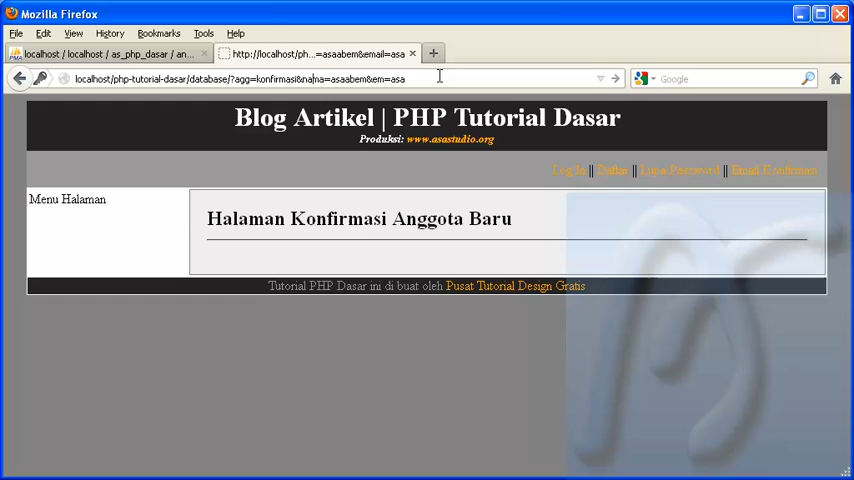 Mozilla Firefox
File Edit View History Bookmarks Tools Help
localhost / localhost / as_php_dasar / an... ×
http://localhost/ph...=asaabem&email=asa ×
localhost/php-tutorial-dasar/database/?agg=konfirmasi&nama=asaabem&em=asa
Google
Blog Artikel | PHP Tutorial Dasar
Produksi: www.asastudio.org
Log In || Daftar || Lupa Password || Email Konfirmasi
Menu Halaman
Halaman Konfirmasi Anggota Baru
Tutorial PHP Dasar ini di buat oleh Pusat Tutorial Design Gratis